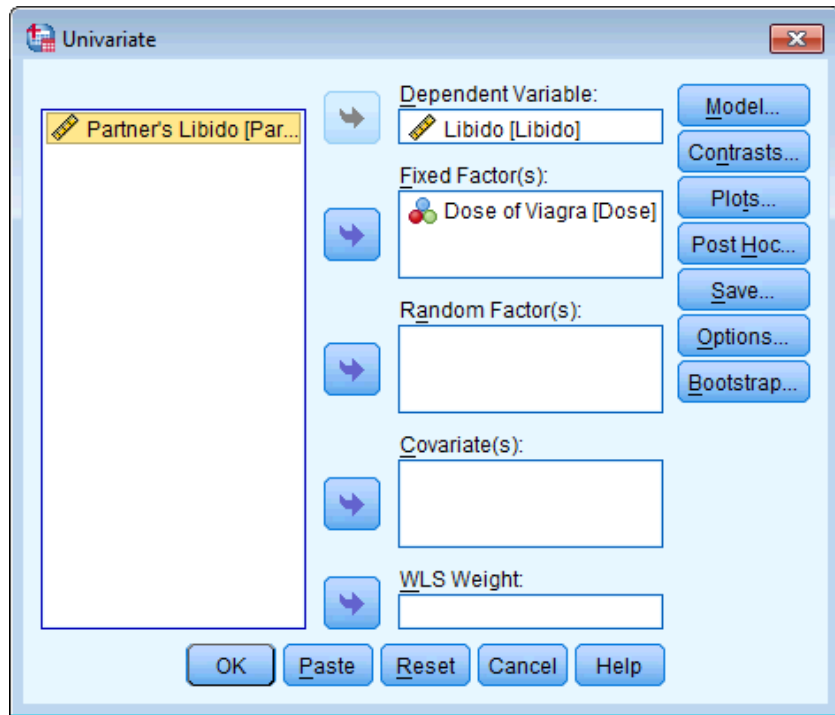 Univariate
Partner's Libido [Par...
Dependent Variable:
Libido [Libido]
Fixed Factor(s):
Dose of Viagra [Dose]
Random Factor(s):
Covariate(s):
WLS Weight:
Model...
Contrasts...
Plots...
Post Hoc...
Save...
Options...
Bootstrap...
OK
Paste
Reset
Cancel
Help